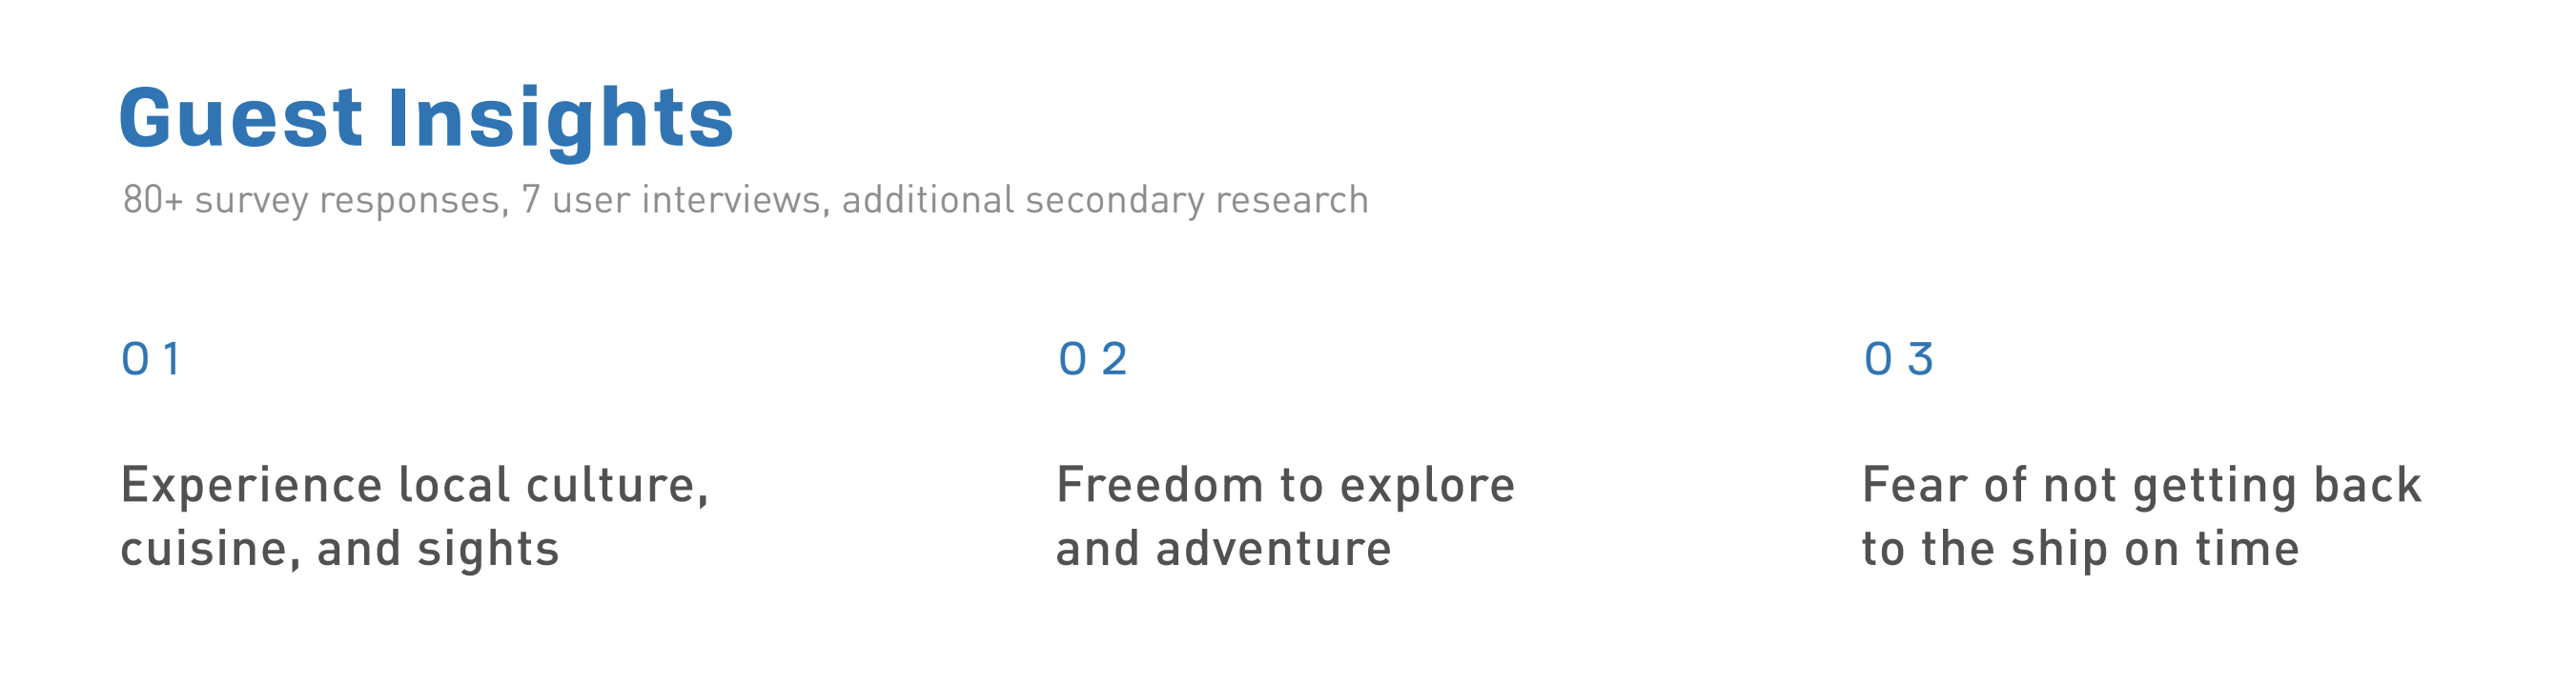 Guest Insights
80+ survey responses, 7 user interviews, additional secondary research
01
Experience local culture,
cuisine, and sights
02
Freedom to explore
and adventure
03
Fear of not getting back
to the ship on time